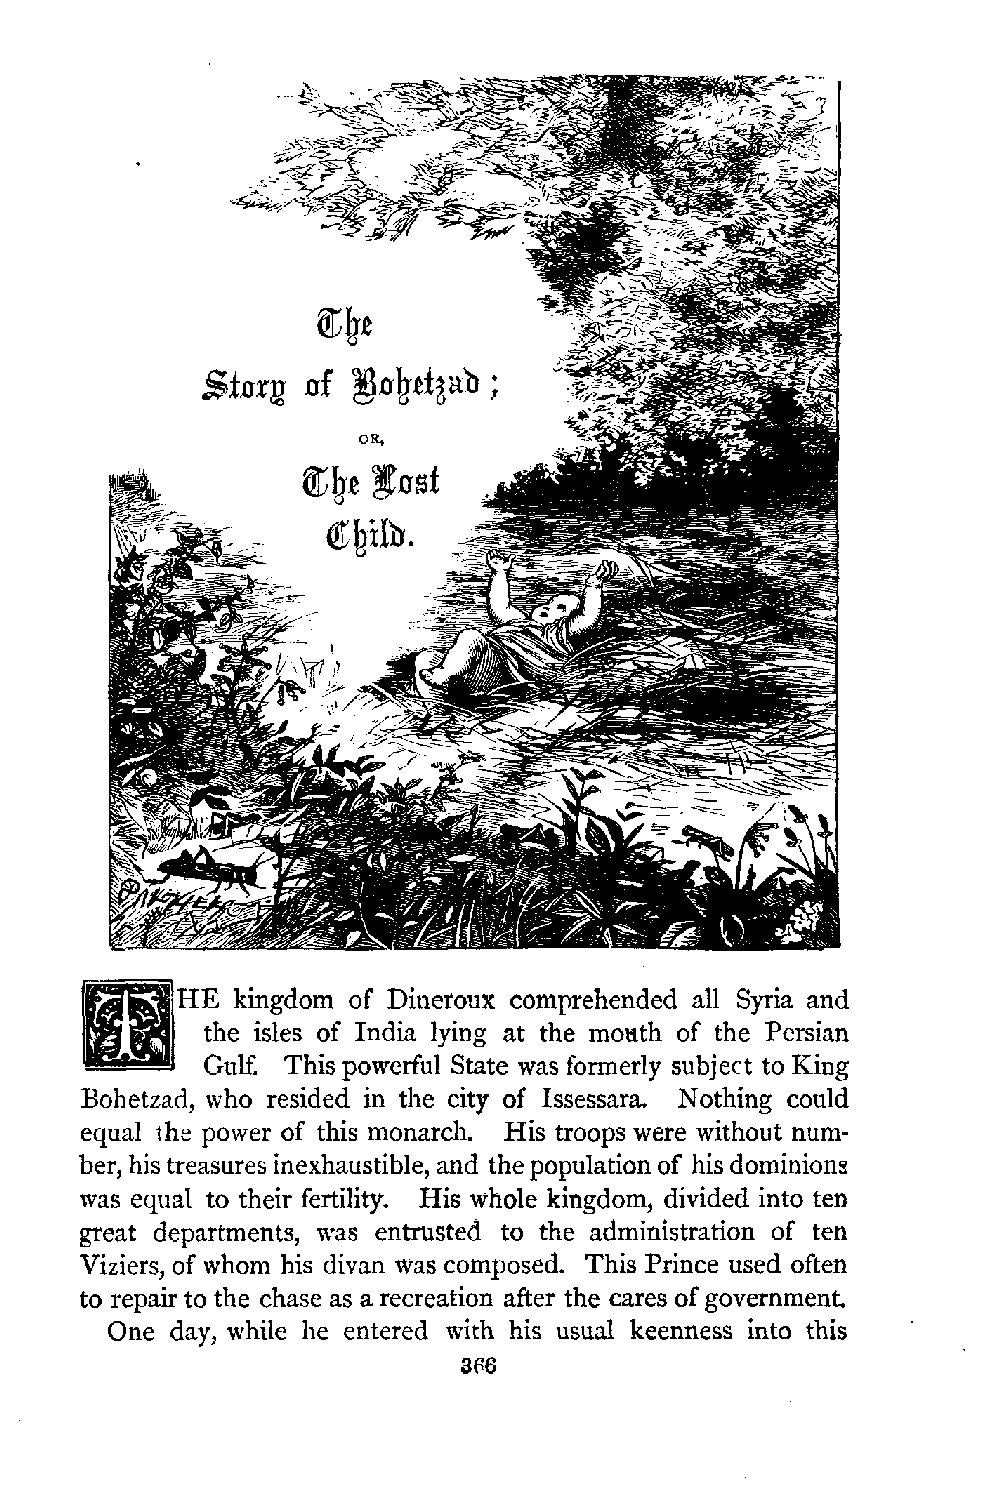 The
Story of Bohetzad;
OR,
The Lost
Child.
THE kingdom of Dineroux comprehended all Syria and
the isles of India lying at the mouth of the Persian
Gulf. This powerful State was formerly subject to King
Bohetzad, who resided in the city of Issessara. Nothing could
equal the power of this monarch. His troops were without num-
ber, his treasures inexhaustible, and the population of his dominions
was equal to their fertility. His whole kingdom, divided into ten
great departments, was entrusted to the administration of ten
Viziers, of whom his divan was composed. This Prince used often
to repair to the chase as a recreation after the cares of government.
One day, while he entered with his usual keenness into this
366